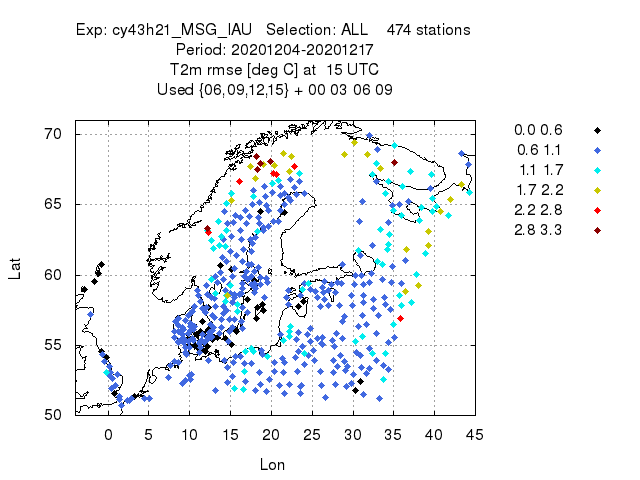 Exp: cy43h21_MSG_IAU Selection: ALL 474 stations
Period: 20201204-20201217
T2m rmse [deg C] at 15 UTC
Used {06,09,12,15} + 00 03 06 09
0.0 0.6
0.6 1.1
1.1 1.7
1.7 2.2
2.2 2.8
2.8 3.3
70
65
60
55
50
Lat
0 5 10 15 20 25 30 35 40 45
Lon